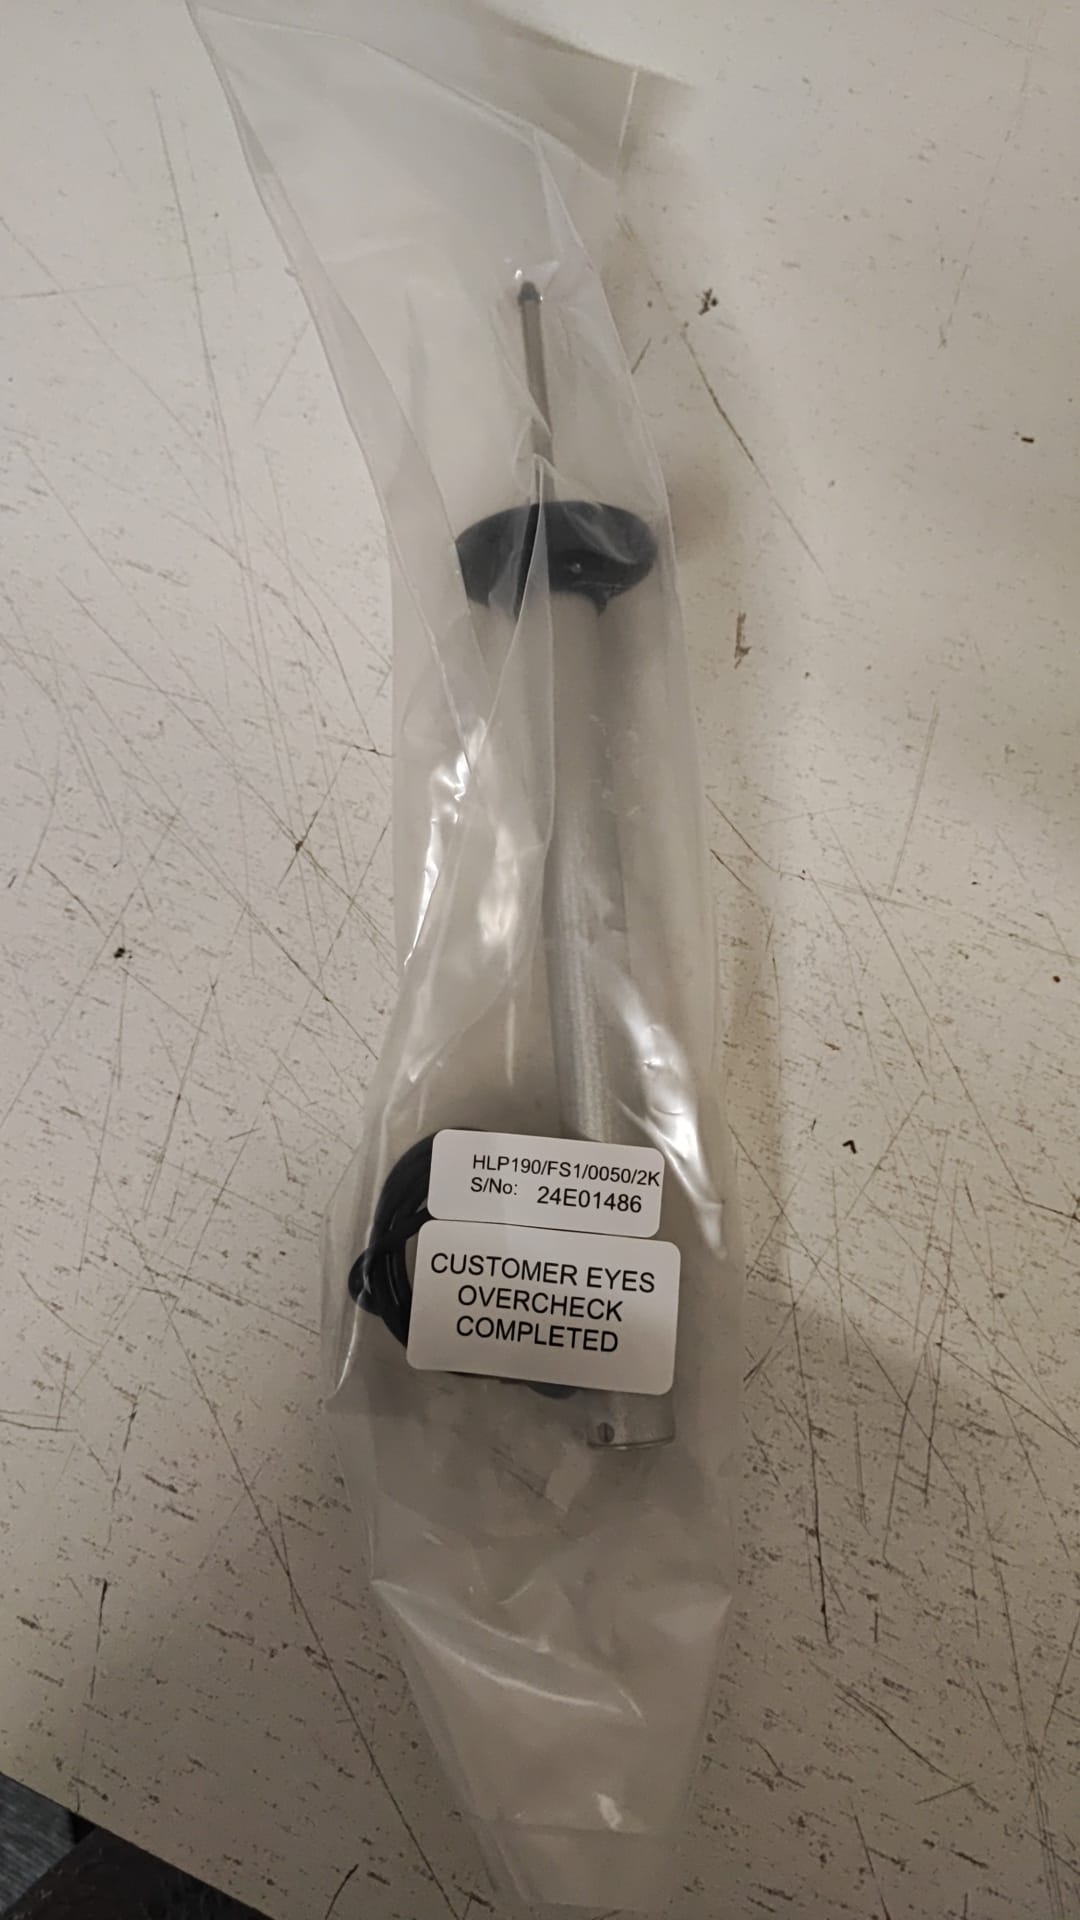 HLP190/FS1/0050/2K
S/No: 24E01486
CUSTOMER EYES
OVERCHECK
COMPLETED